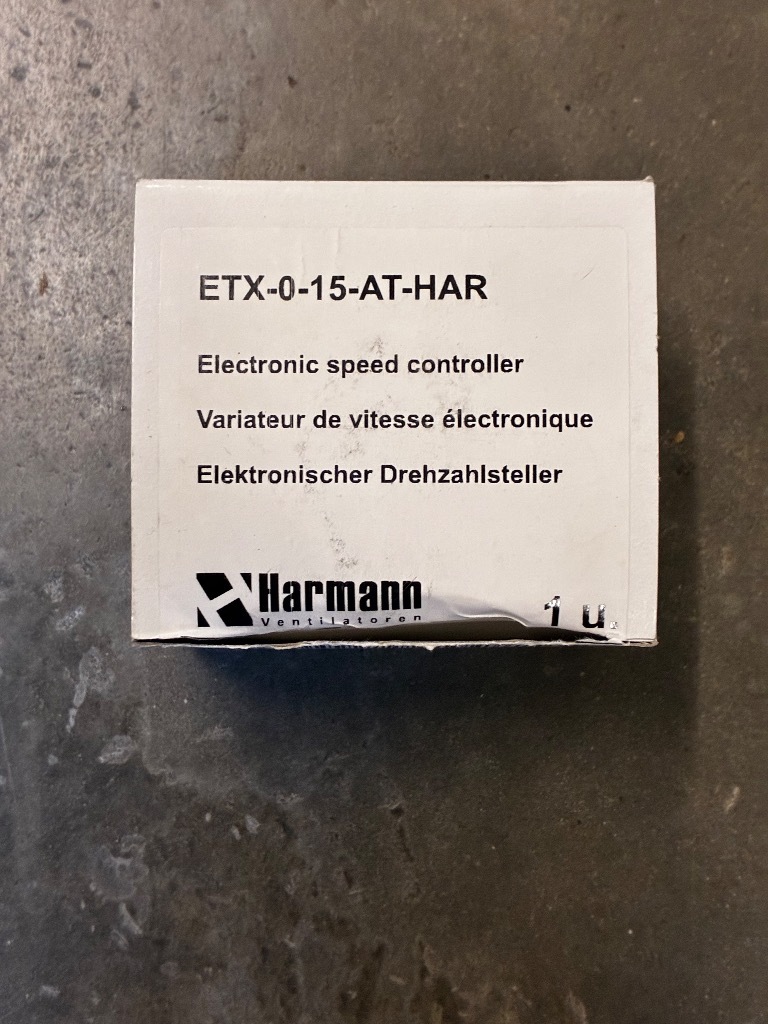 ETX-0-15-AT-HAR
Electronic speed controller
Variateur de vitesse électronique
Elektronischer Drehzahlsteller
Harmann
Ventilatoren
1 u.